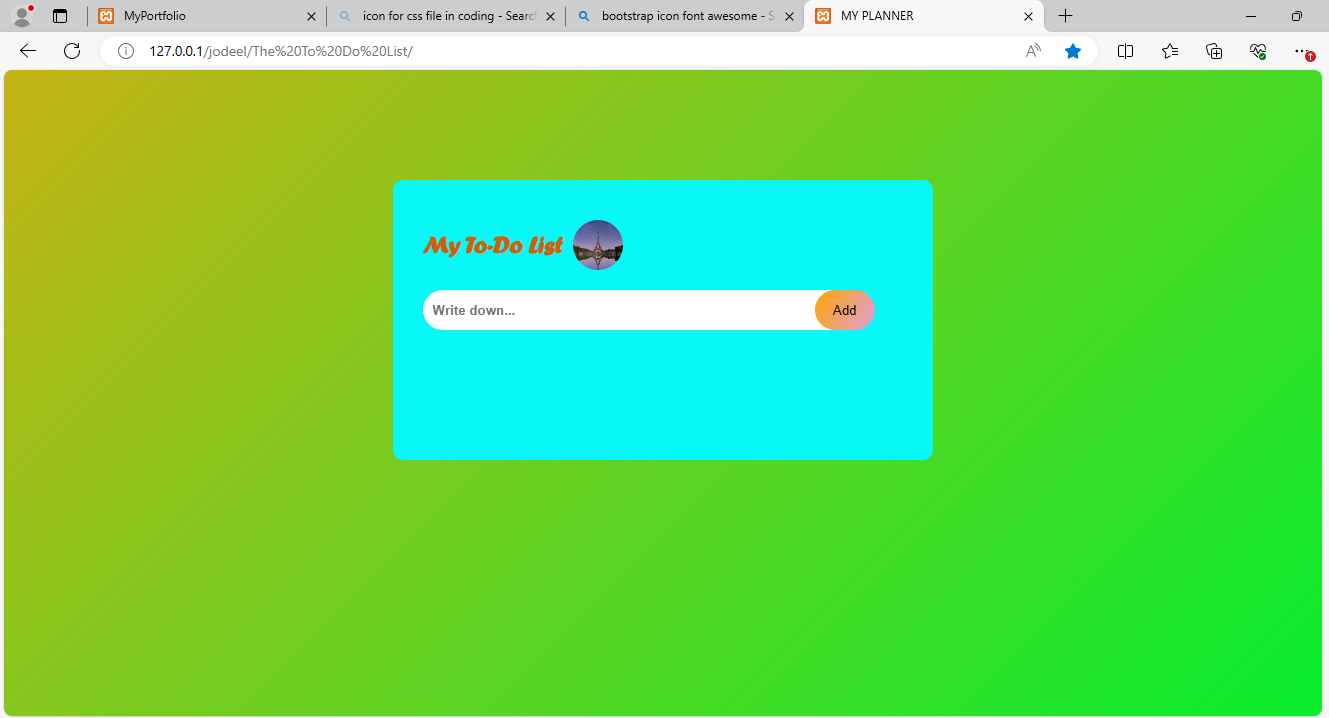 MyPortfolio
icon for css file in coding - Searc
bootstrap icon font awesome - S
MY PLANNER
127.0.0.1/jodeel/The%20To%20Do%20List/
My To-Do List
Write down...
Add